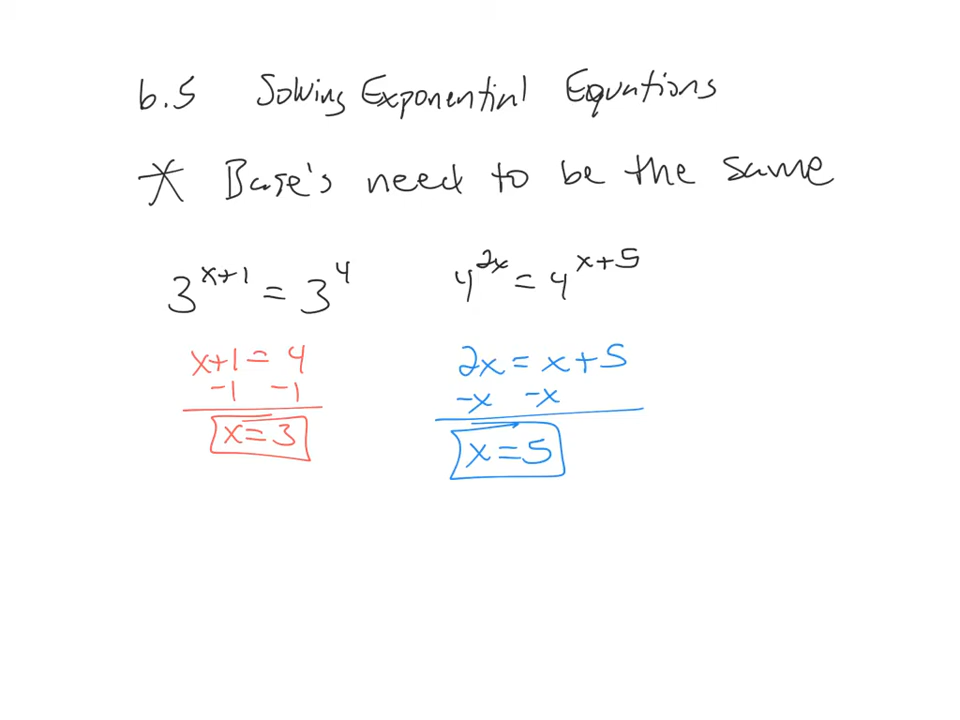 6.5 Solving Exponential Equations
* Base's need to be the same
3^{x+1} = 3^4
x+1 = 4
-1 -1
x = 3
4^{2x} = 4^{x+5}
2x = x+5
-x -x
x = 5